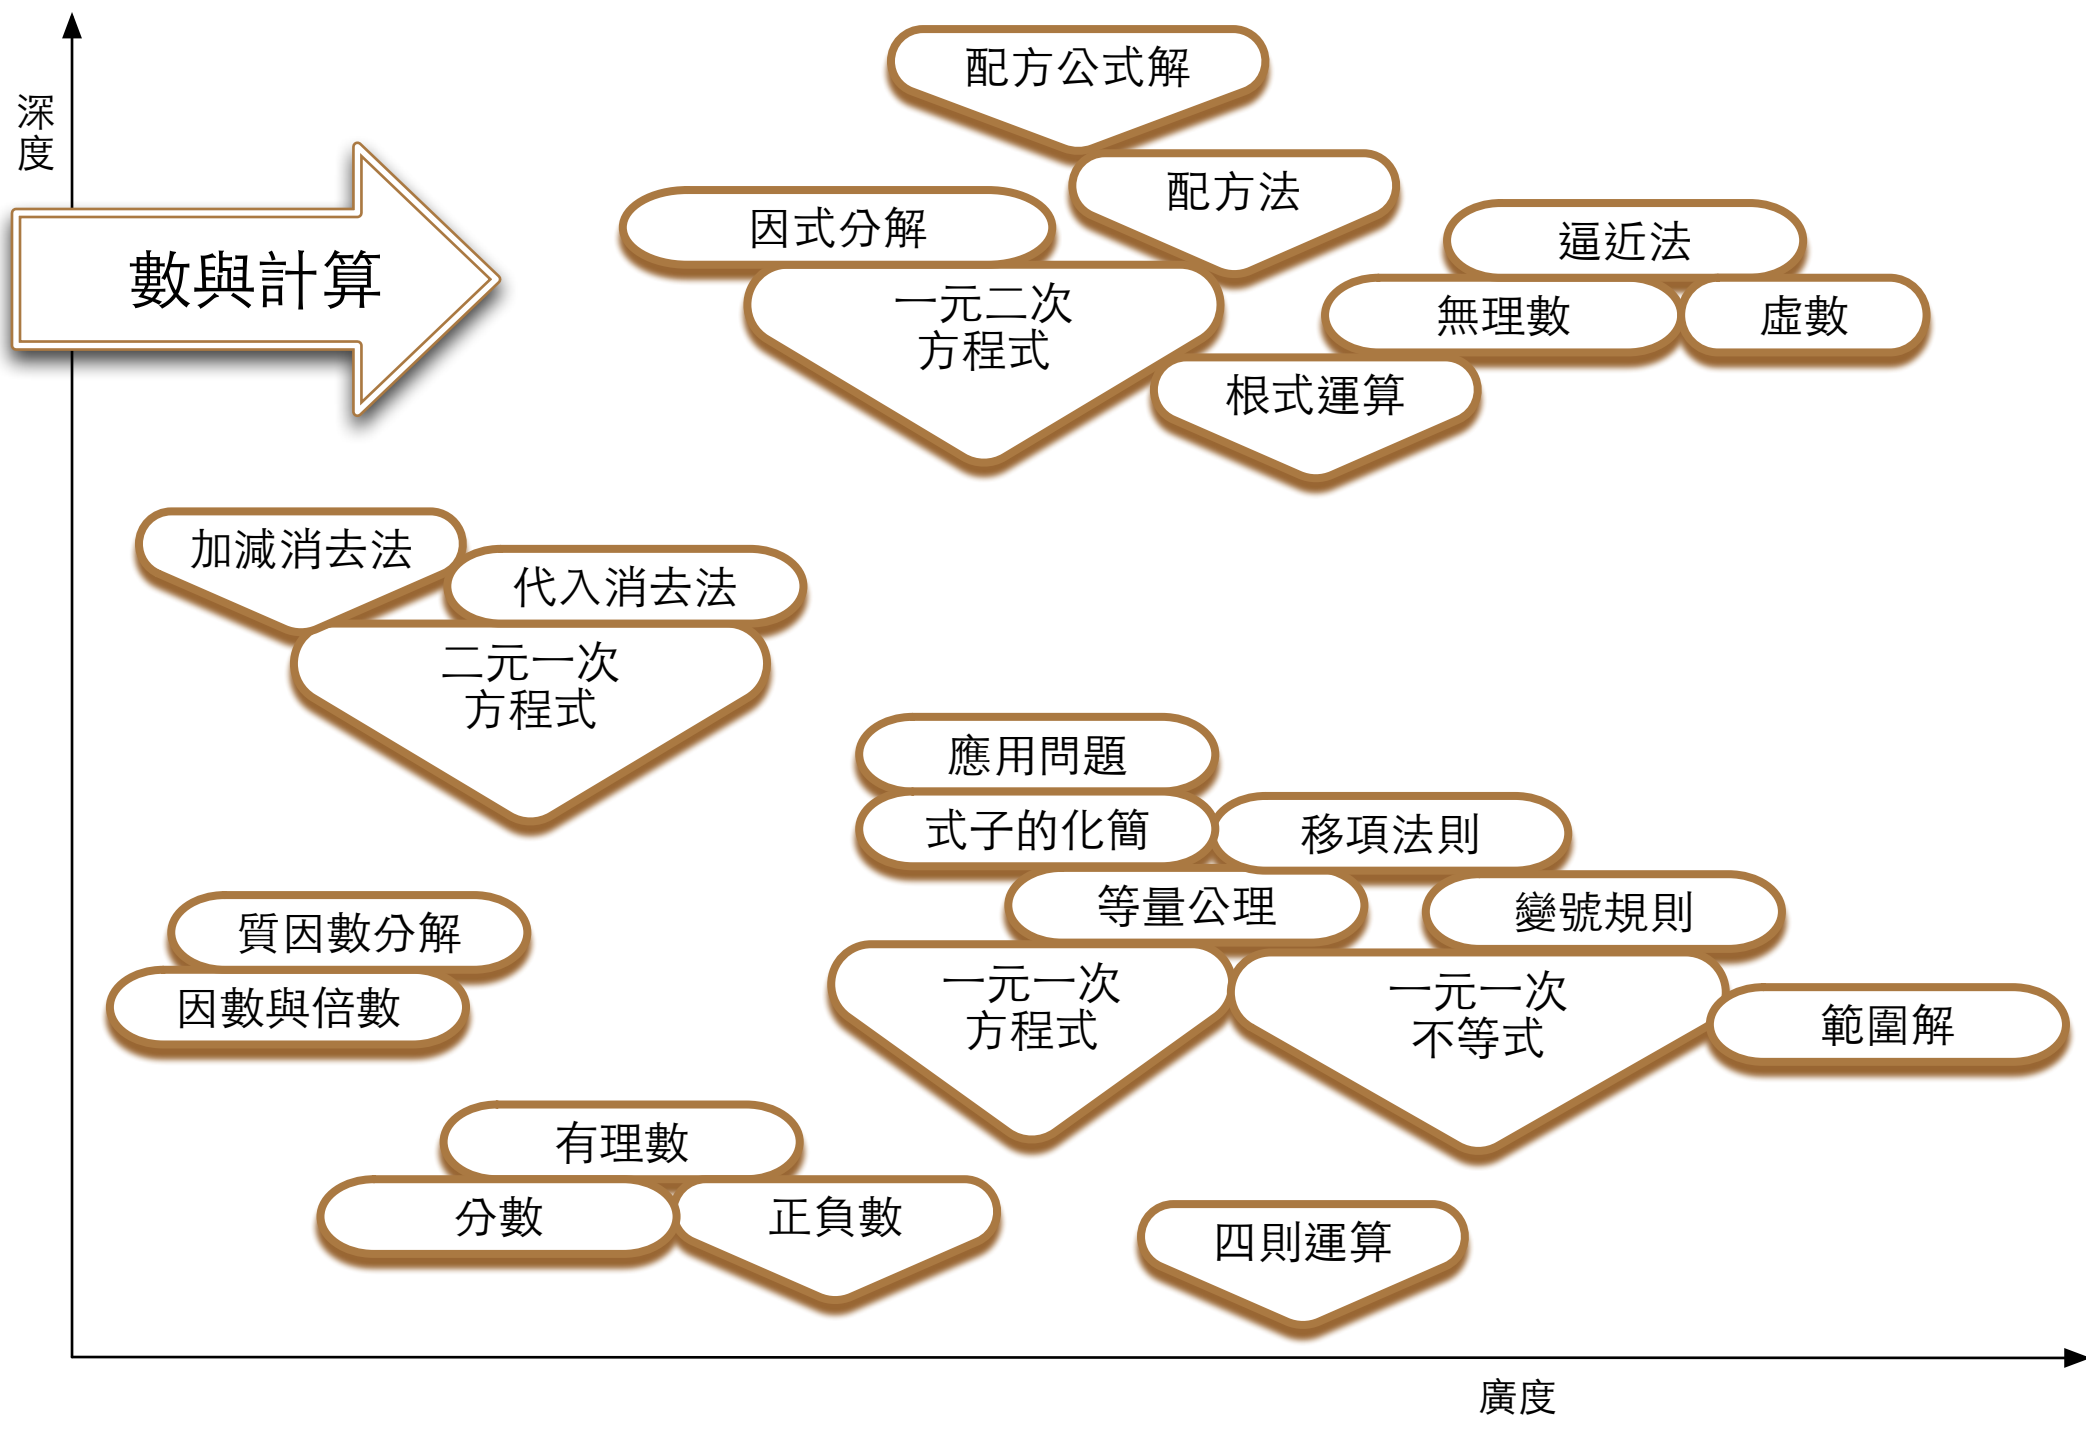 深
度
數與計算
配方公式解
配方法
因式分解
一元二次
方程式
逼近法
無理數
虛數
根式運算
加減消去法
代入消去法
二元一次
方程式
應用問題
式子的化簡
移項法則
等量公理
變號規則
一元一次
方程式
一元一次
不等式
範圍解
質因數分解
因數與倍數
有理數
分數
正負數
四則運算
廣度